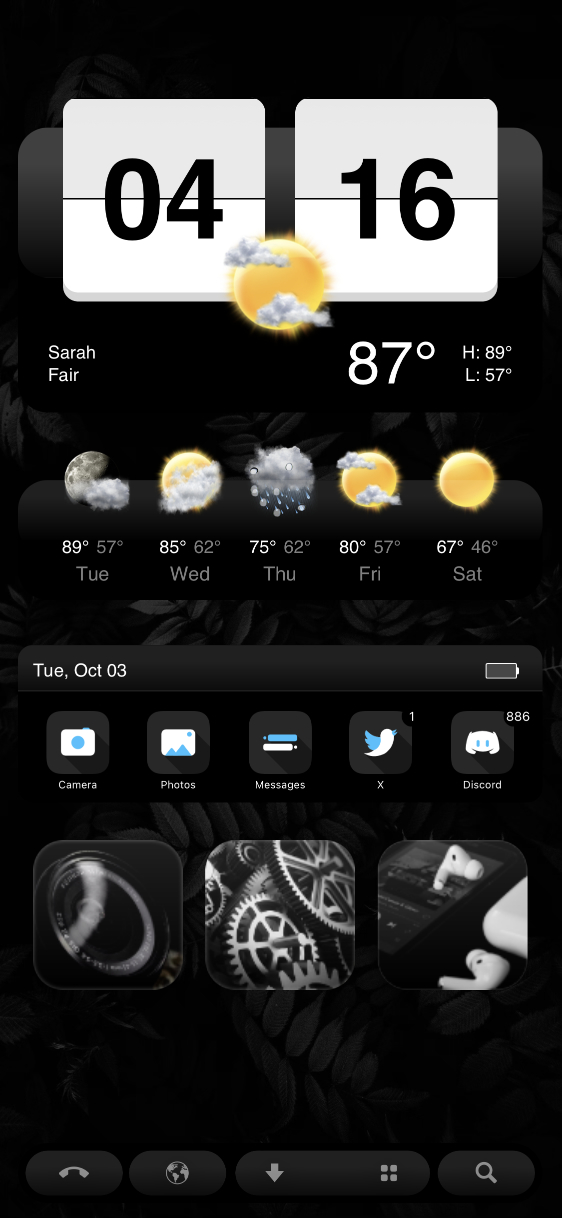 04 16
Sarah
Fair
87°
H: 89°
L: 57°
89° 57° 85° 62° 75° 62° 80° 57° 67° 46°
Tue Wed Thu Fri Sat
Tue, Oct 03
1 886
Camera Photos Messages X Discord